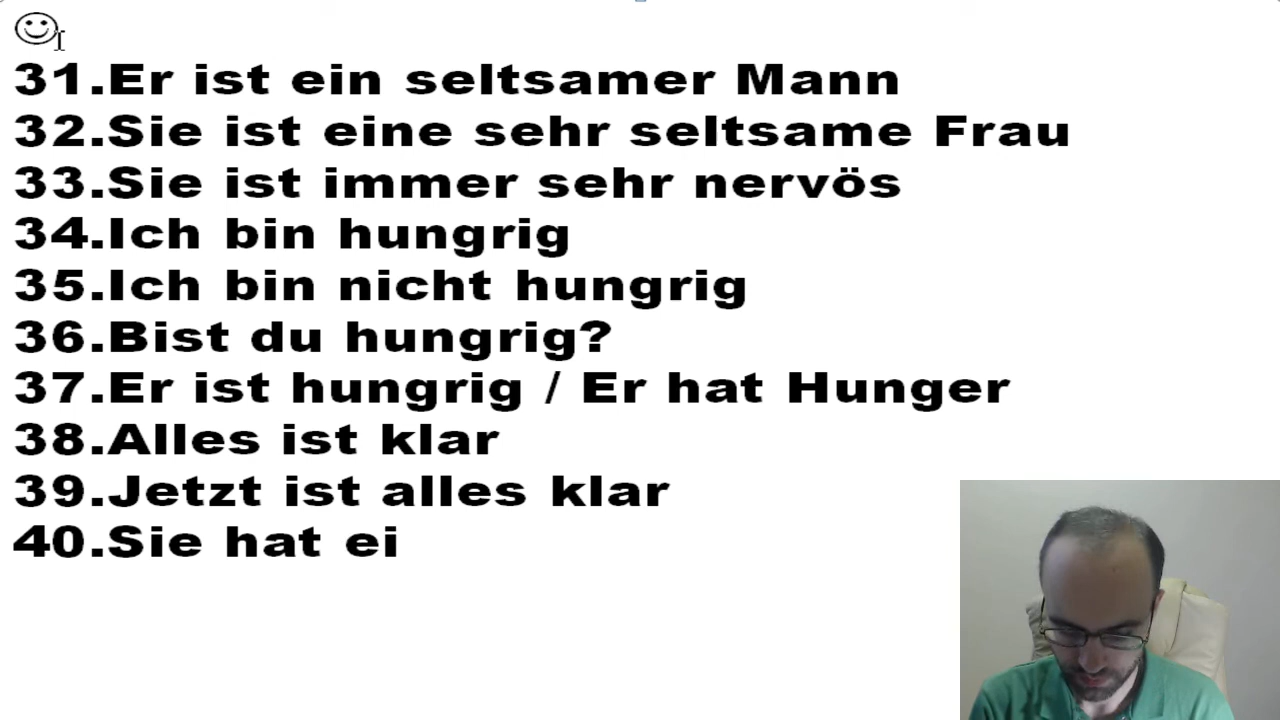 31.Er ist ein seltsamer Mann
32.Sie ist eine sehr seltsame Frau
33.Sie ist immer sehr nervös
34.Ich bin hungrig
35.Ich bin nicht hungrig
36.Bist du hungrig?
37.Er ist hungrig / Er hat Hunger
38.Alles ist klar
39.Jetzt ist alles klar
40.Sie hat ei